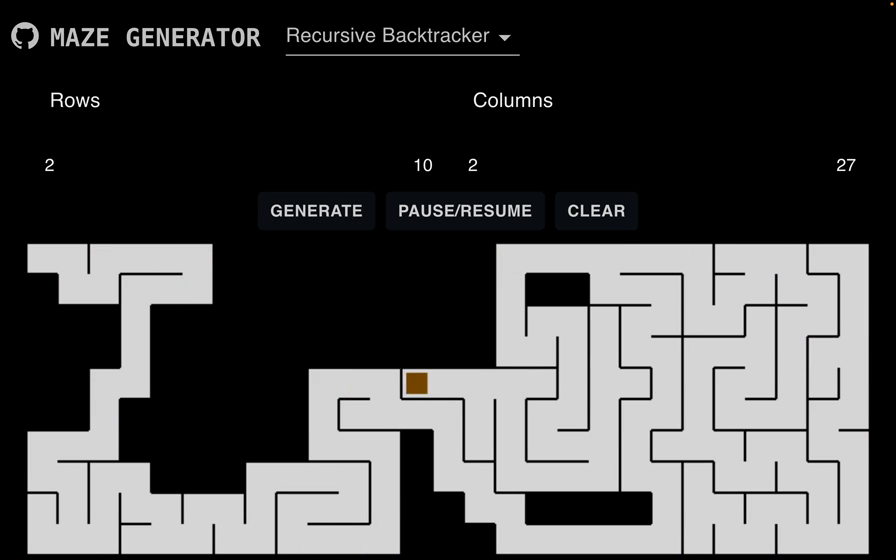 MAZE GENERATOR Recursive Backtracker
Rows Columns
2 10 2 27
GENERATE PAUSE/RESUME CLEAR